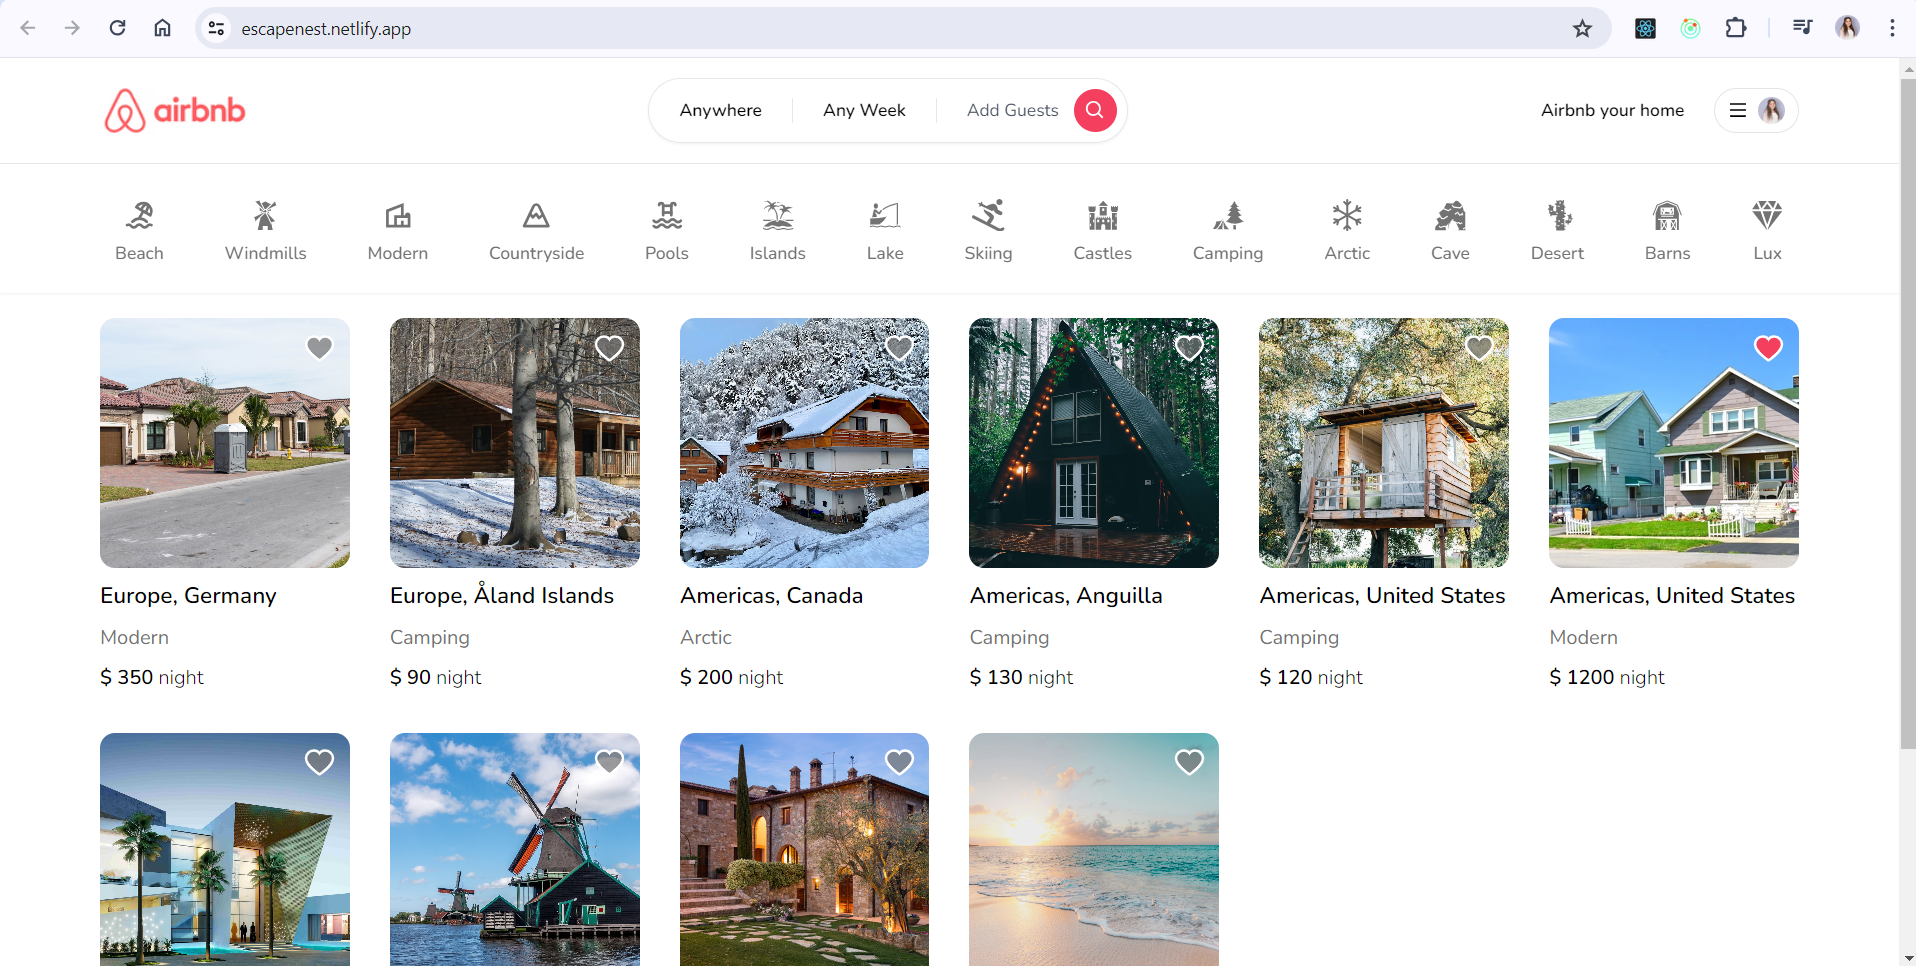 escapenest.netlify.app
airbnb
Anywhere
Any Week
Add Guests
Airbnb your home
Beach
Windmills
Modern
Countryside
Pools
Islands
Lake
Skiing
Castles
Camping
Arctic
Cave
Desert
Barns
Lux
Europe, Germany
Modern
$ 350 night
Europe, Åland Islands
Camping
$ 90 night
Americas, Canada
Arctic
$ 200 night
Americas, Anguilla
Camping
$ 130 night
Americas, United States
Camping
$ 120 night
Americas, United States
Modern
$ 1200 night